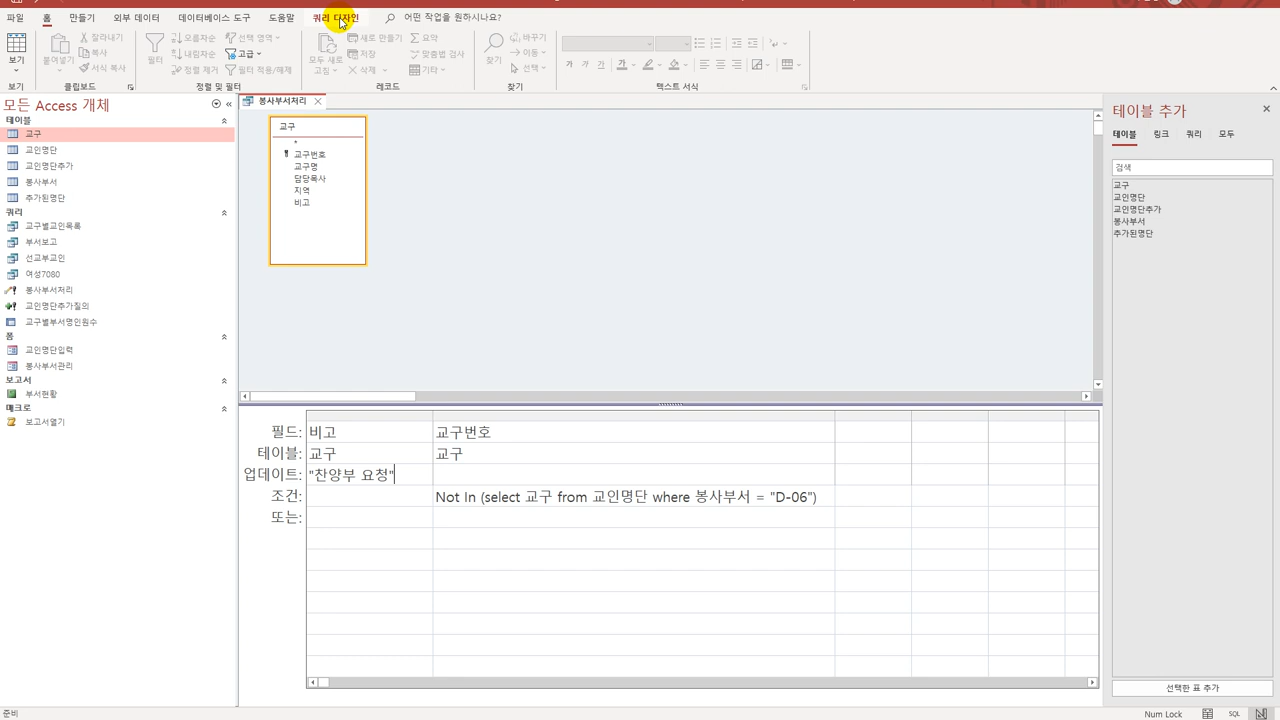 파일 홈 만들기 외부 데이터 데이터베이스 도구 도움말 쿼리 디자인 어떤 작업을 원하시나요?
보기
붙여넣기
잘라내기
복사
서식 복사
필터
오름차순
내림차순
정렬 제거
선택 영역
고급
필터 적용/해제
모두 새로 고침
새로 만들기
저장
삭제
요약
맞춤법 검사
기타
찾기
바꾸기
이동
선택
가 가 가 가
보기 클립보드 정렬 및 필터 레코드 찾기 텍스트 서식
모든 Access 개체
테이블
교구
교인명단
교인명단추가
봉사부서
추가된명단
쿼리
교구별교인목록
부서보고
선교부교인
여성7080
봉사부서처리
교인명단추가질의
교구별부서명인원수
폼
교인명단입력
봉사부서관리
보고서
부서현황
매크로
보고서열기
봉사부서처리
교구
*
교구번호
교구명
담당목사
지역
비고
필드: 비고 교구번호
테이블: 교구 교구
업데이트: "찬양부 요청"
조건: Not In (select 교구 from 교인명단 where 봉사부서 = "D-06")
또는:
테이블 추가
테이블 링크 쿼리 모두
검색
교구
교인명단
교인명단추가
봉사부서
추가된명단
선택한 표 추가
준비 Num Lock SQL